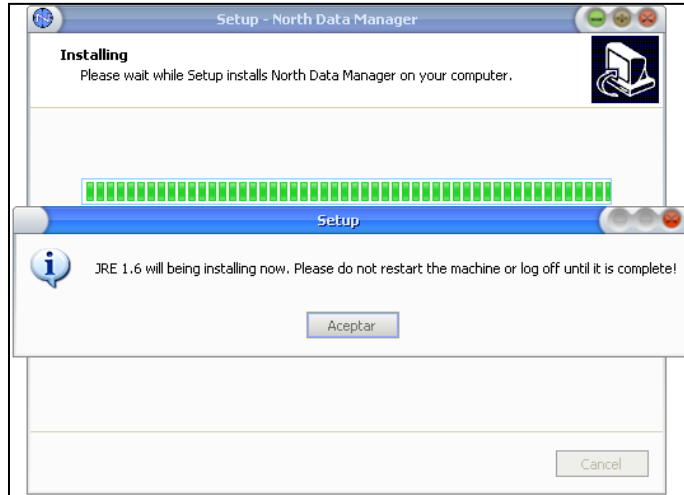 Setup - North Data Manager
Installing
Please wait while Setup installs North Data Manager on your computer.
Setup
JRE 1.6 will being installing now. Please do not restart the machine or log off until it is complete!
Aceptar
Cancel